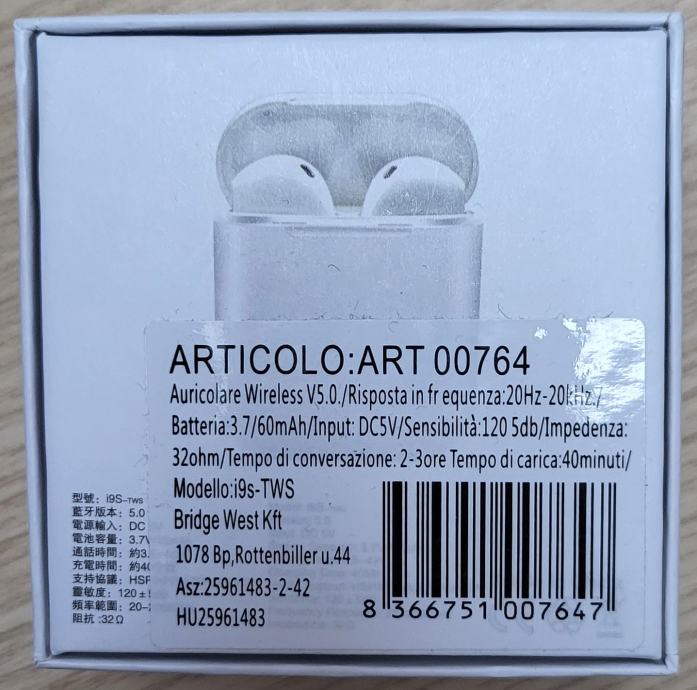 ARTICOLO:ART 00764
Auricolare Wireless V5.0./Risposta in fr equenza:20Hz-20kHz./
Batteria:3.7/60mAh/Input: DC5V/Sensibilità:120 5db/Impedenza:
32ohm/Tempo di conversazione: 2-3ore Tempo di carica:40minuti/
Modello:i9s-TWS
Bridge West Kft
1078 Bp,Rottenbiller u.44
Asz:25961483-2-42
HU25961483
8 366751 007647
型號：i9S-TWS
藍牙版本：5.0
電源輸入：DC
電池容量：3.7V
通話時間：約3.
充電時間：約40
支持協議：HSP
靈敏度：120±
頻率範圍：20-
阻抗:32Ω